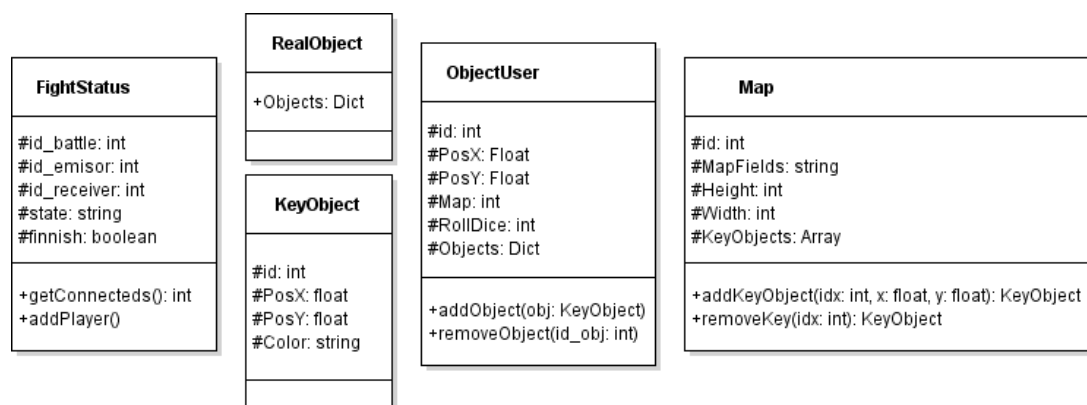 FightStatus
#id_battle: int
#id_emisor: int
#id_receiver: int
#state: string
#finnish: boolean
+getConnecteds(): int
+addPlayer()
RealObject
+Objects: Dict
KeyObject
#id: int
#PosX: float
#PosY: float
#Color: string
ObjectUser
#id: int
#PosX: Float
#PosY: Float
#Map: int
#RollDice: int
#Objects: Dict
+addObject(obj: KeyObject)
+removeObject(id_obj: int)
Map
#id: int
#MapFields: string
#Height: int
#Width: int
#KeyObjects: Array
+addKeyObject(idx: int, x: float, y: float): KeyObject
+removeKey(idx: int): KeyObject